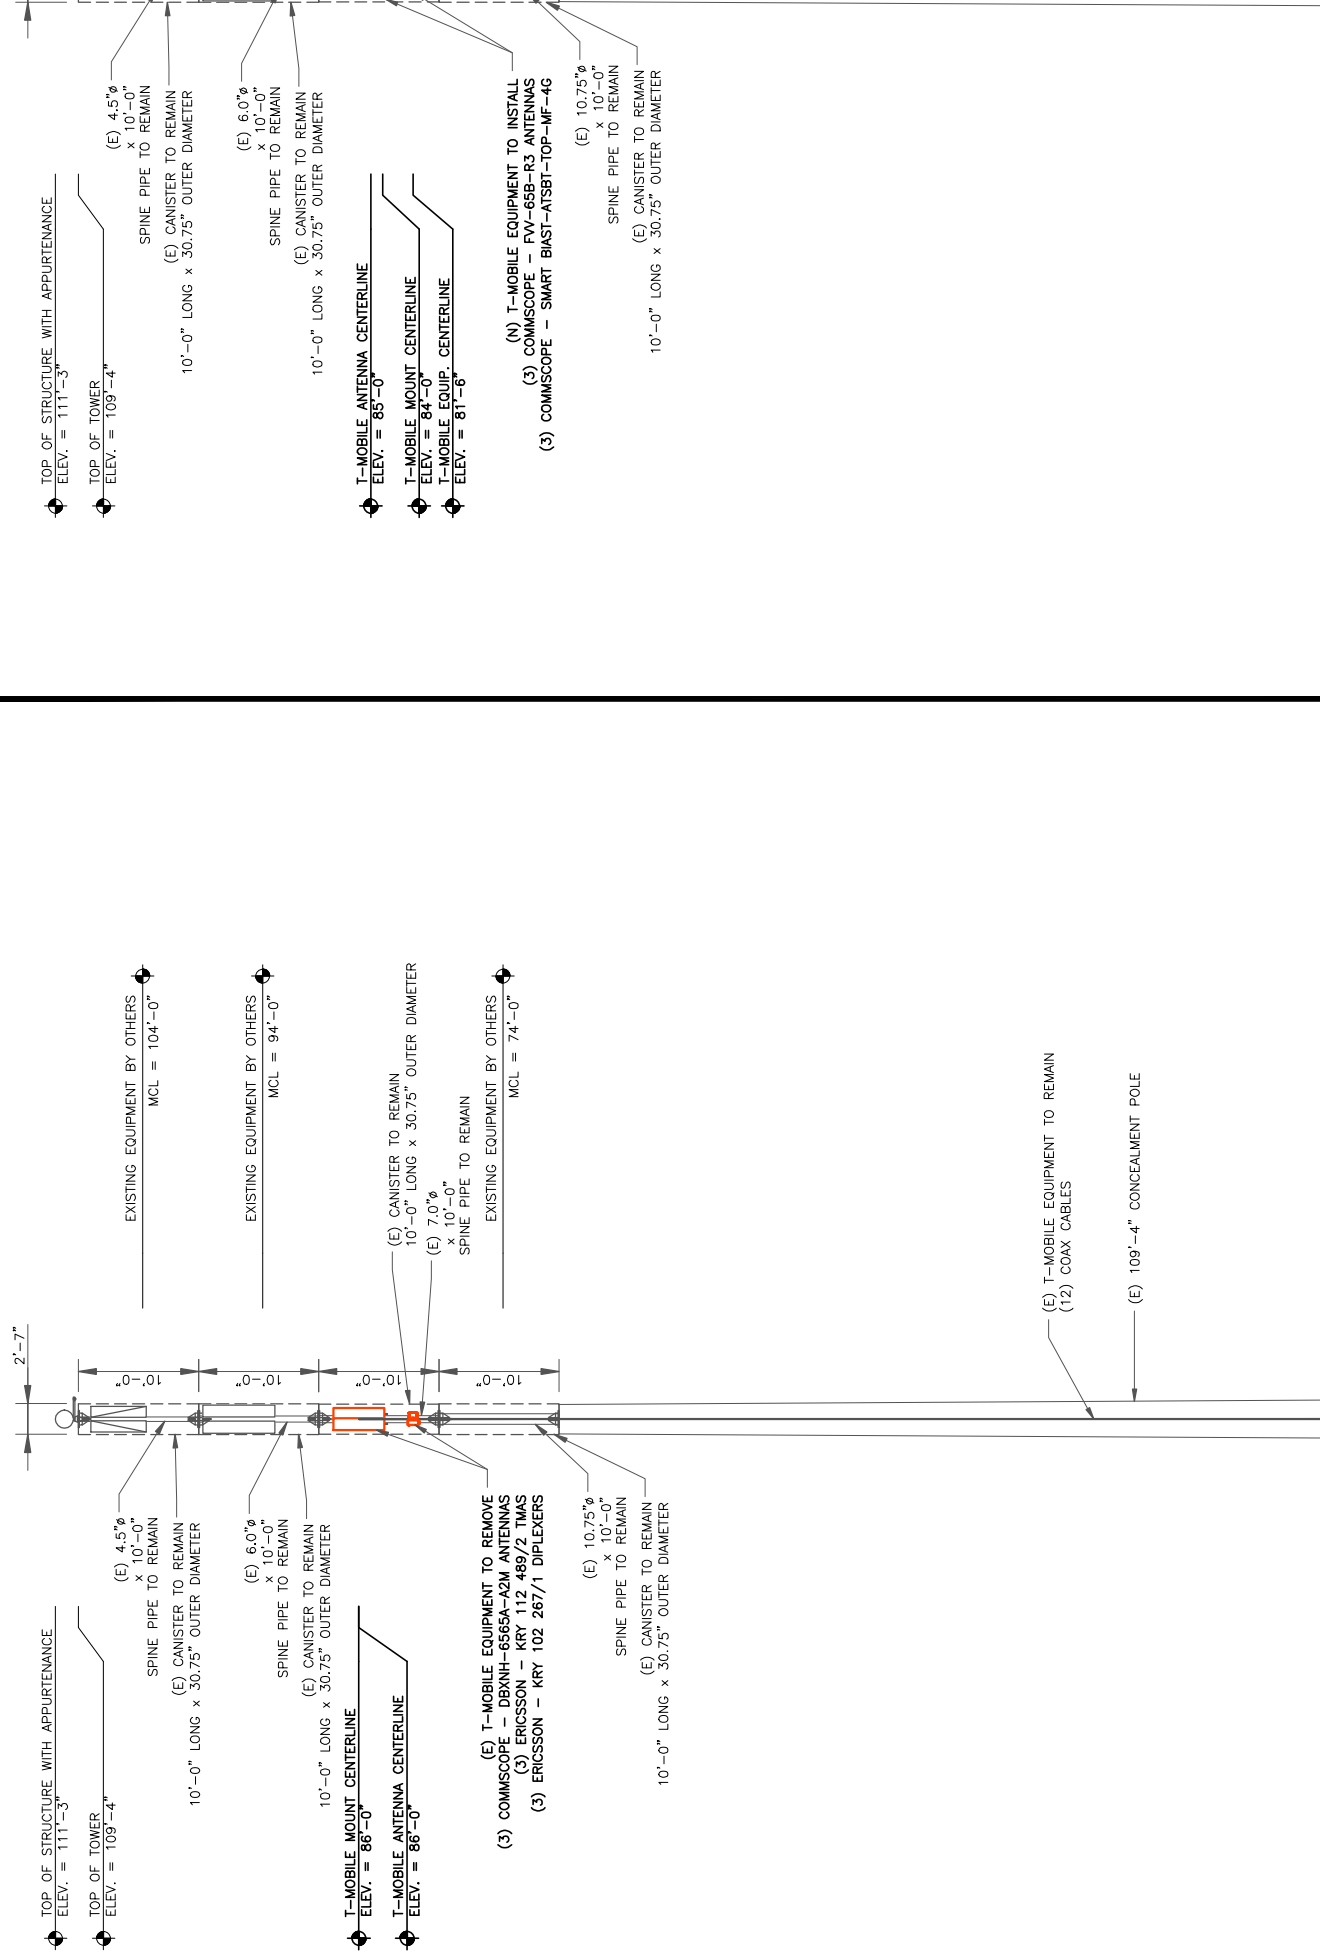 TOP OF STRUCTURE WITH APPURTENANCE
ELEV. = 111'-3"
TOP OF TOWER
ELEV. = 109'-4"
(E) 4.5"ø
x 10'-0"
SPINE PIPE TO REMAIN
(E) CANISTER TO REMAIN
10'-0" LONG x 30.75" OUTER DIAMETER
(E) 6.0"ø
x 10'-0"
SPINE PIPE TO REMAIN
(E) CANISTER TO REMAIN
10'-0" LONG x 30.75" OUTER DIAMETER
T-MOBILE MOUNT CENTERLINE
ELEV. = 86'-0"
T-MOBILE ANTENNA CENTERLINE
ELEV. = 86'-0"
(E) T-MOBILE EQUIPMENT TO REMOVE
(3) COMMSCOPE - DBXNH-6565A-A2M ANTENNAS
(3) ERICSSON - KRY 112 489/2 TMAS
(3) ERICSSON - KRY 102 267/1 DIPLEXERS
(E) 10.75"ø
x 10'-0"
SPINE PIPE TO REMAIN
(E) CANISTER TO REMAIN
10'-0" LONG x 30.75" OUTER DIAMETER
2'-7"
10'-0"
10'-0"
10'-0"
10'-0"
EXISTING EQUIPMENT BY OTHERS
MCL = 104'-0"
EXISTING EQUIPMENT BY OTHERS
MCL = 94'-0"
(E) CANISTER TO REMAIN
10'-0" LONG x 30.75" OUTER DIAMETER
(E) 7.0"ø
x 10'-0"
SPINE PIPE TO REMAIN
EXISTING EQUIPMENT BY OTHERS
MCL = 74'-0"
(E) T-MOBILE EQUIPMENT TO REMAIN
(12) COAX CABLES
(E) 109'-4" CONCEALMENT POLE
TOP OF STRUCTURE WITH APPURTENANCE
ELEV. = 111'-3"
TOP OF TOWER
ELEV. = 109'-4"
(E) 4.5"ø
x 10'-0"
SPINE PIPE TO REMAIN
(E) CANISTER TO REMAIN
10'-0" LONG x 30.75" OUTER DIAMETER
(E) 6.0"ø
x 10'-0"
SPINE PIPE TO REMAIN
(E) CANISTER TO REMAIN
10'-0" LONG x 30.75" OUTER DIAMETER
T-MOBILE ANTENNA CENTERLINE
ELEV. = 85'-0"
T-MOBILE MOUNT CENTERLINE
ELEV. = 84'-0"
T-MOBILE EQUIP. CENTERLINE
ELEV. = 81'-6"
(N) T-MOBILE EQUIPMENT TO INSTALL
(3) COMMSCOPE - FVV-65B-R3 ANTENNAS
(3) COMMSCOPE - SMART BIAST-ATSBT-TOP-MF-4G
(E) 10.75"ø
x 10'-0"
SPINE PIPE TO REMAIN
(E) CANISTER TO REMAIN
10'-0" LONG x 30.75" OUTER DIAMETER